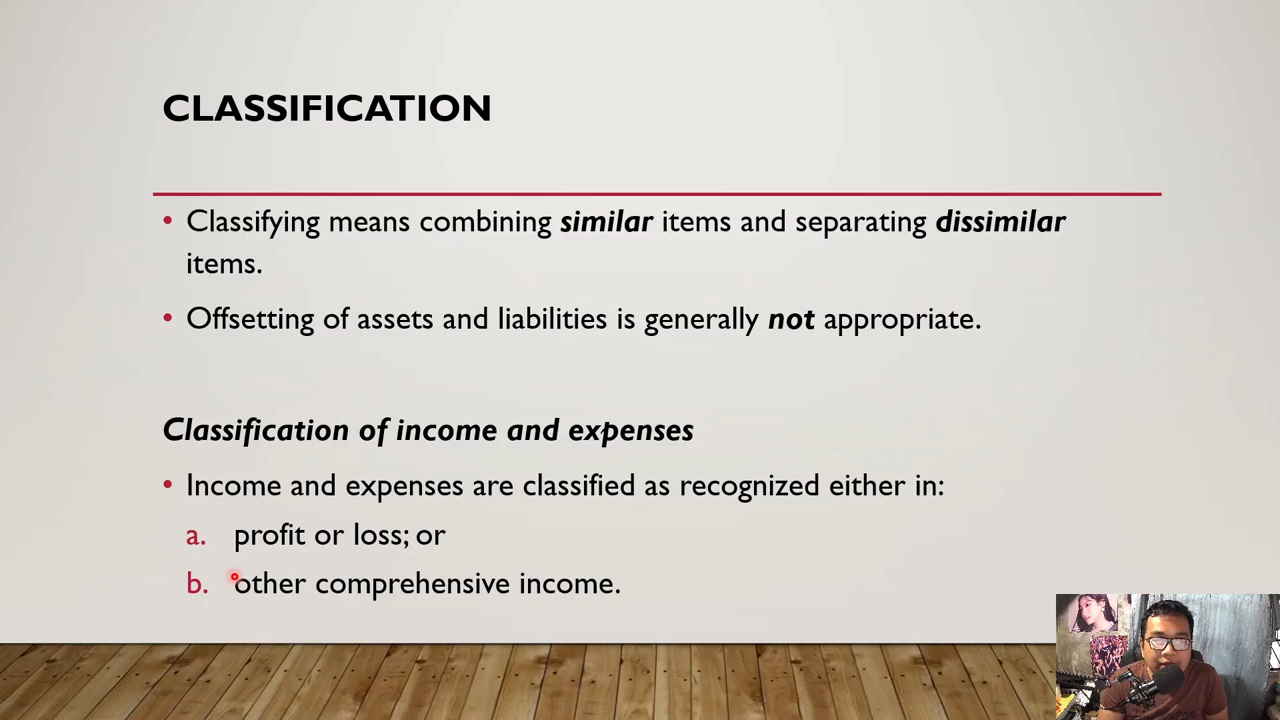 CLASSIFICATION
• Classifying means combining similar items and separating dissimilar
items.
• Offsetting of assets and liabilities is generally not appropriate.
Classification of income and expenses
• Income and expenses are classified as recognized either in:
a. profit or loss; or
b. other comprehensive income.